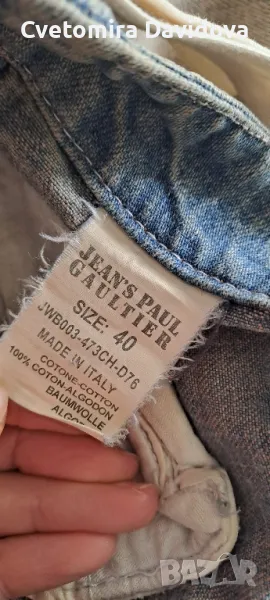 Cvetomira Davidova
JEAN'S PAUL
GAULTIER
SIZE: 40
JWB003-473CH-D76
MADE IN ITALY
COTONE-COTTON
100% COTON-ALGODON
BAUMWOLLE
bazar